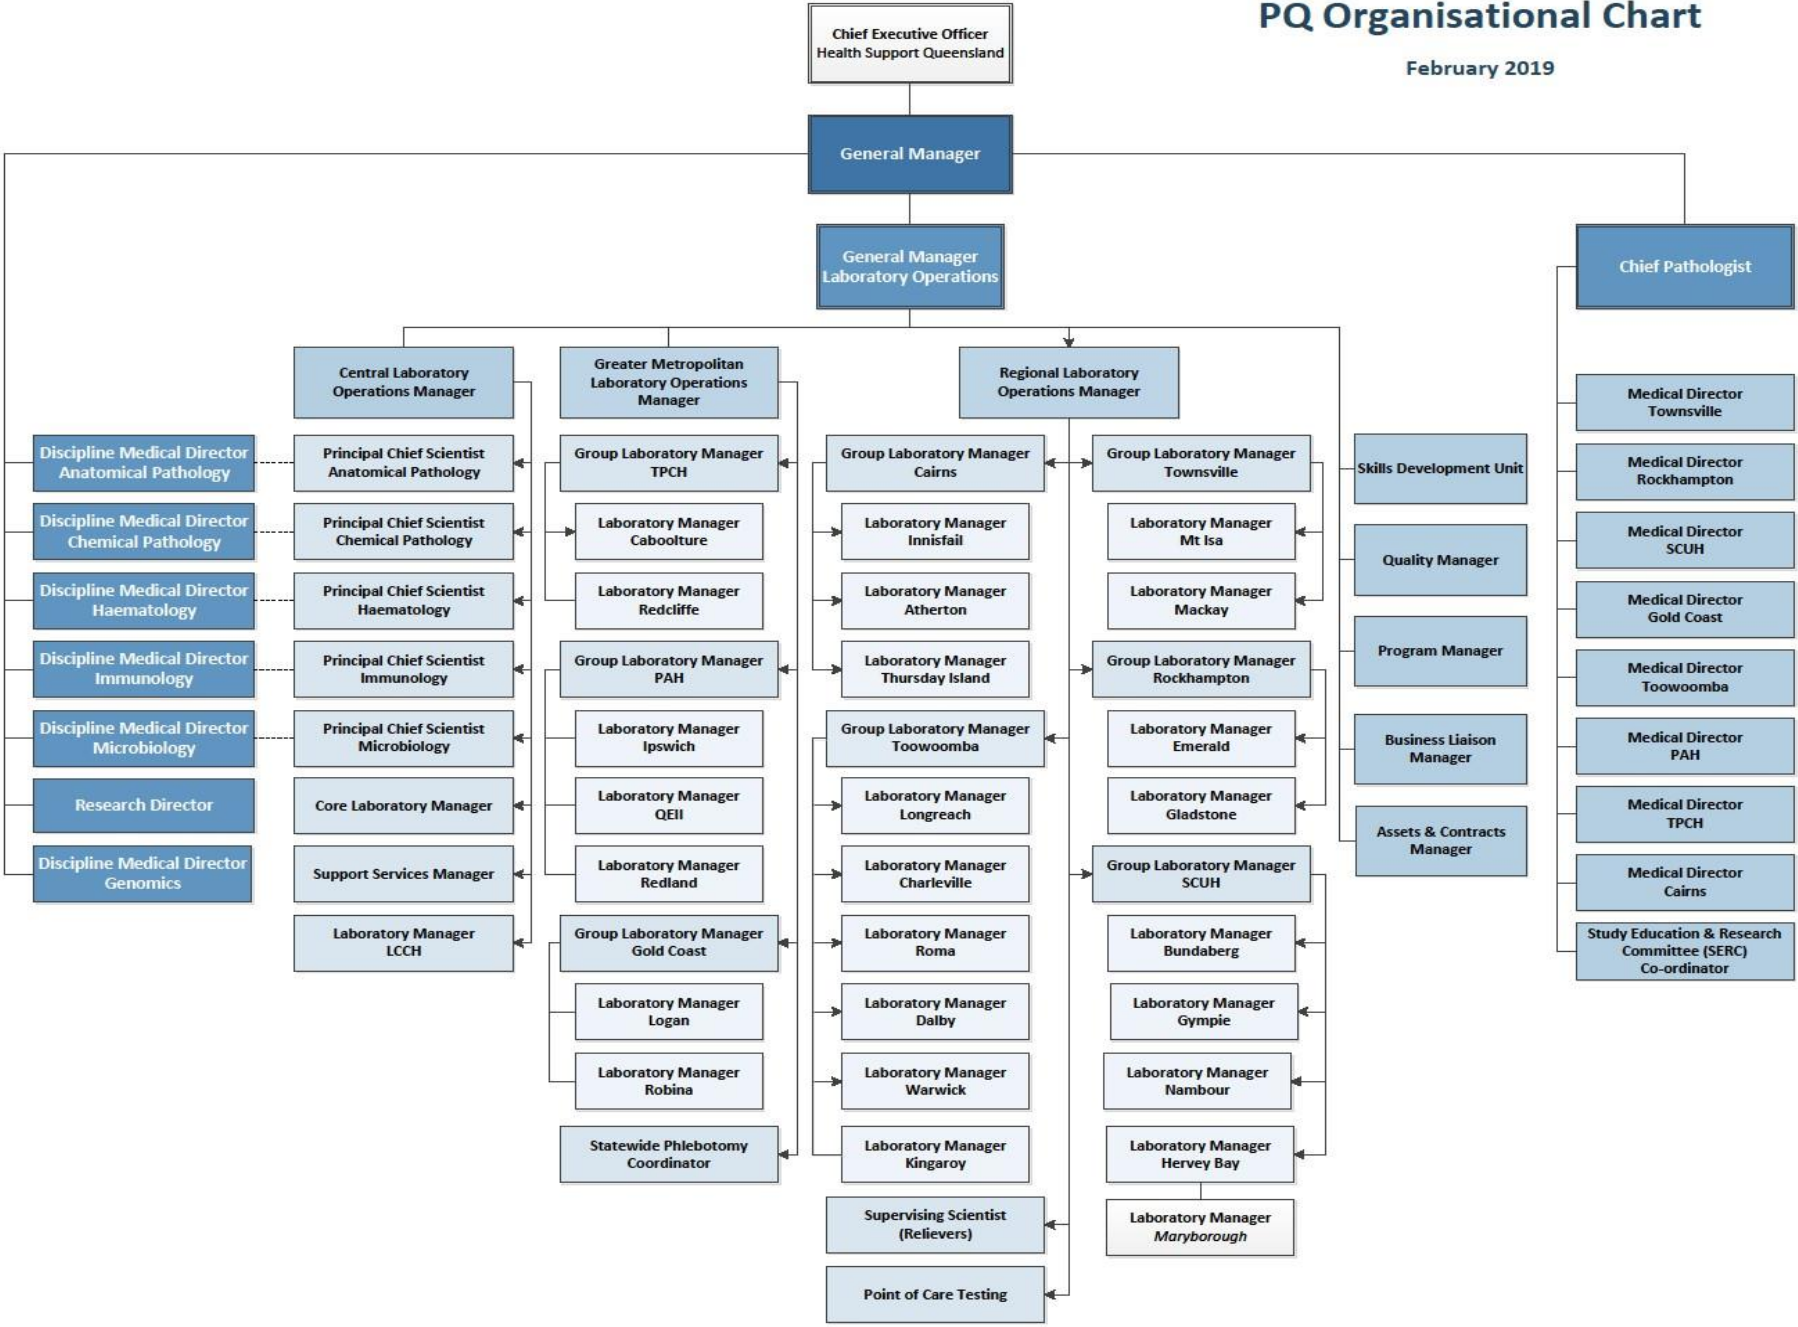 PQ Organisational Chart
February 2019
Chief Executive Officer
Health Support Queensland
General Manager
General Manager
Laboratory Operations
Chief Pathologist
Central Laboratory
Operations Manager
Greater Metropolitan
Laboratory Operations
Manager
Regional Laboratory
Operations Manager
Discipline Medical Director
Anatomical Pathology
Discipline Medical Director
Chemical Pathology
Discipline Medical Director
Haematology
Discipline Medical Director
Immunology
Discipline Medical Director
Microbiology
Research Director
Discipline Medical Director
Genomics
Principal Chief Scientist
Anatomical Pathology
Principal Chief Scientist
Chemical Pathology
Principal Chief Scientist
Haematology
Principal Chief Scientist
Immunology
Principal Chief Scientist
Microbiology
Core Laboratory Manager
Support Services Manager
Laboratory Manager
LCCH
Group Laboratory Manager
TPCH
Laboratory Manager
Caboolture
Laboratory Manager
Redcliffe
Group Laboratory Manager
PAH
Laboratory Manager
Ipswich
Laboratory Manager
QEII
Laboratory Manager
Redland
Group Laboratory Manager
Gold Coast
Laboratory Manager
Logan
Laboratory Manager
Robina
Statewide Phlebotomy
Coordinator
Group Laboratory Manager
Cairns
Laboratory Manager
Innisfail
Laboratory Manager
Atherton
Laboratory Manager
Thursday Island
Group Laboratory Manager
Toowoomba
Laboratory Manager
Longreach
Laboratory Manager
Charleville
Laboratory Manager
Roma
Laboratory Manager
Dalby
Laboratory Manager
Warwick
Laboratory Manager
Kingaroy
Supervising Scientist
(Relievers)
Point of Care Testing
Group Laboratory Manager
Townsville
Laboratory Manager
Mt Isa
Laboratory Manager
Mackay
Group Laboratory Manager
Rockhampton
Laboratory Manager
Emerald
Laboratory Manager
Gladstone
Group Laboratory Manager
SCUH
Laboratory Manager
Bundaberg
Laboratory Manager
Gympie
Laboratory Manager
Nambour
Laboratory Manager
Hervey Bay
Laboratory Manager
Maryborough
Skills Development Unit
Quality Manager
Program Manager
Business Liaison
Manager
Assets & Contracts
Manager
Medical Director
Townsville
Medical Director
Rockhampton
Medical Director
SCUH
Medical Director
Gold Coast
Medical Director
Toowoomba
Medical Director
PAH
Medical Director
TPCH
Medical Director
Cairns
Study Education & Research
Committee (SERC)
Co-ordinator